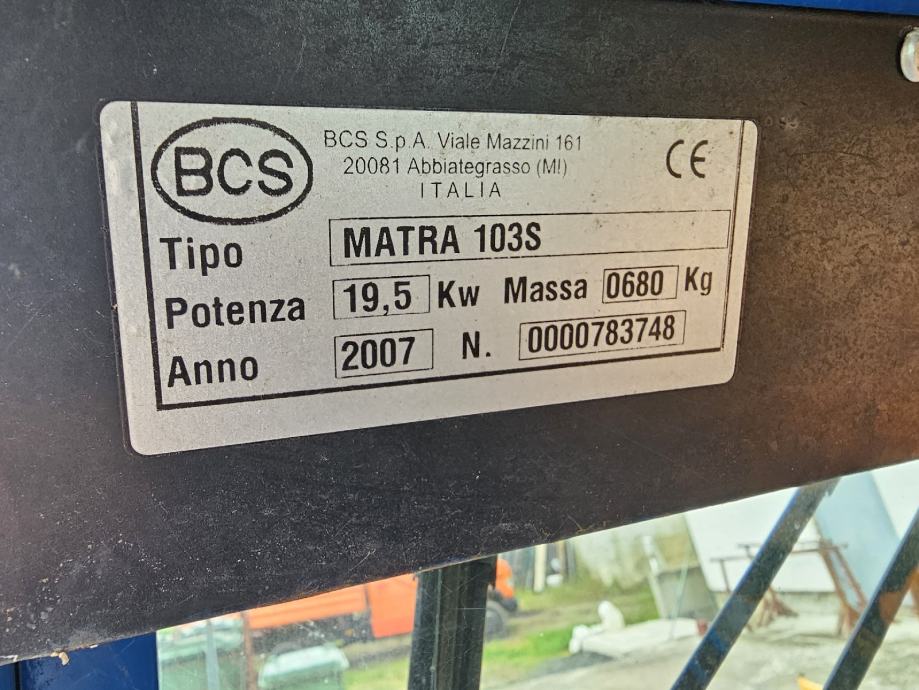 BCS
BCS S.p.A. Viale Mazzini 161
20081 Abbiategrasso (MI)
ITALIA
CE
Tipo MATRA 103S
Potenza 19,5 Kw Massa 0680 Kg
Anno 2007 N. 0000783748